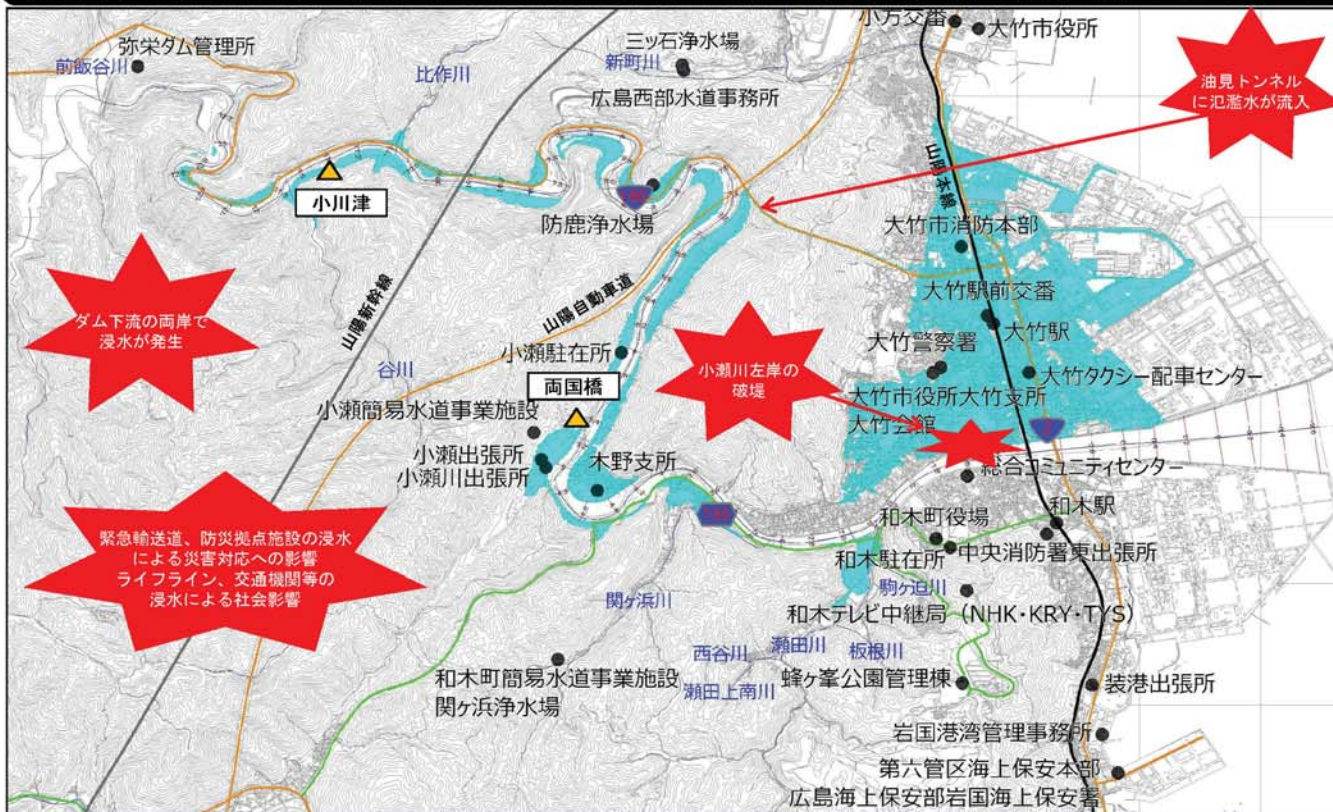 小方交番
大竹市役所
弥栄ダム管理所
前飯谷川
三ッ石浄水場
新町川
比作川
広島西部水道事務所
油見トンネル
に氾濫水が流入
山陽本線
小川津
186
防鹿浄水場
大竹市消防本部
大竹駅前交番
大竹駅
山陽新幹線
山陽自動車道
ダム下流の両岸で
浸水が発生
小瀬川左岸の
破堤
大竹警察署
小瀬駐在所
谷川
両国橋
大竹タクシー配車センター
大竹市役所大竹支所
大竹会館
小瀬簡易水道事業施設
2
小瀬出張所
小瀬川出張所
木野支所
総合コミュニティセンター
和木駅
和木町役場
緊急輸送道、防災拠点施設の浸水
による災害対応への影響
ライフライン、交通機関等の
浸水による社会影響
和木駐在所
中央消防署東出張所
駒ヶ迫川
関ヶ浜川
和木テレビ中継局（NHK・KRY・TYS）
西谷川
瀬田川
板根川
和木町簡易水道事業施設
関ヶ浜浄水場
瀬田上南川
蜂ヶ峯公園管理棟
装港出張所
岩国港湾管理事務所
第六管区海上保安本部
広島海上保安部岩国海上保安署